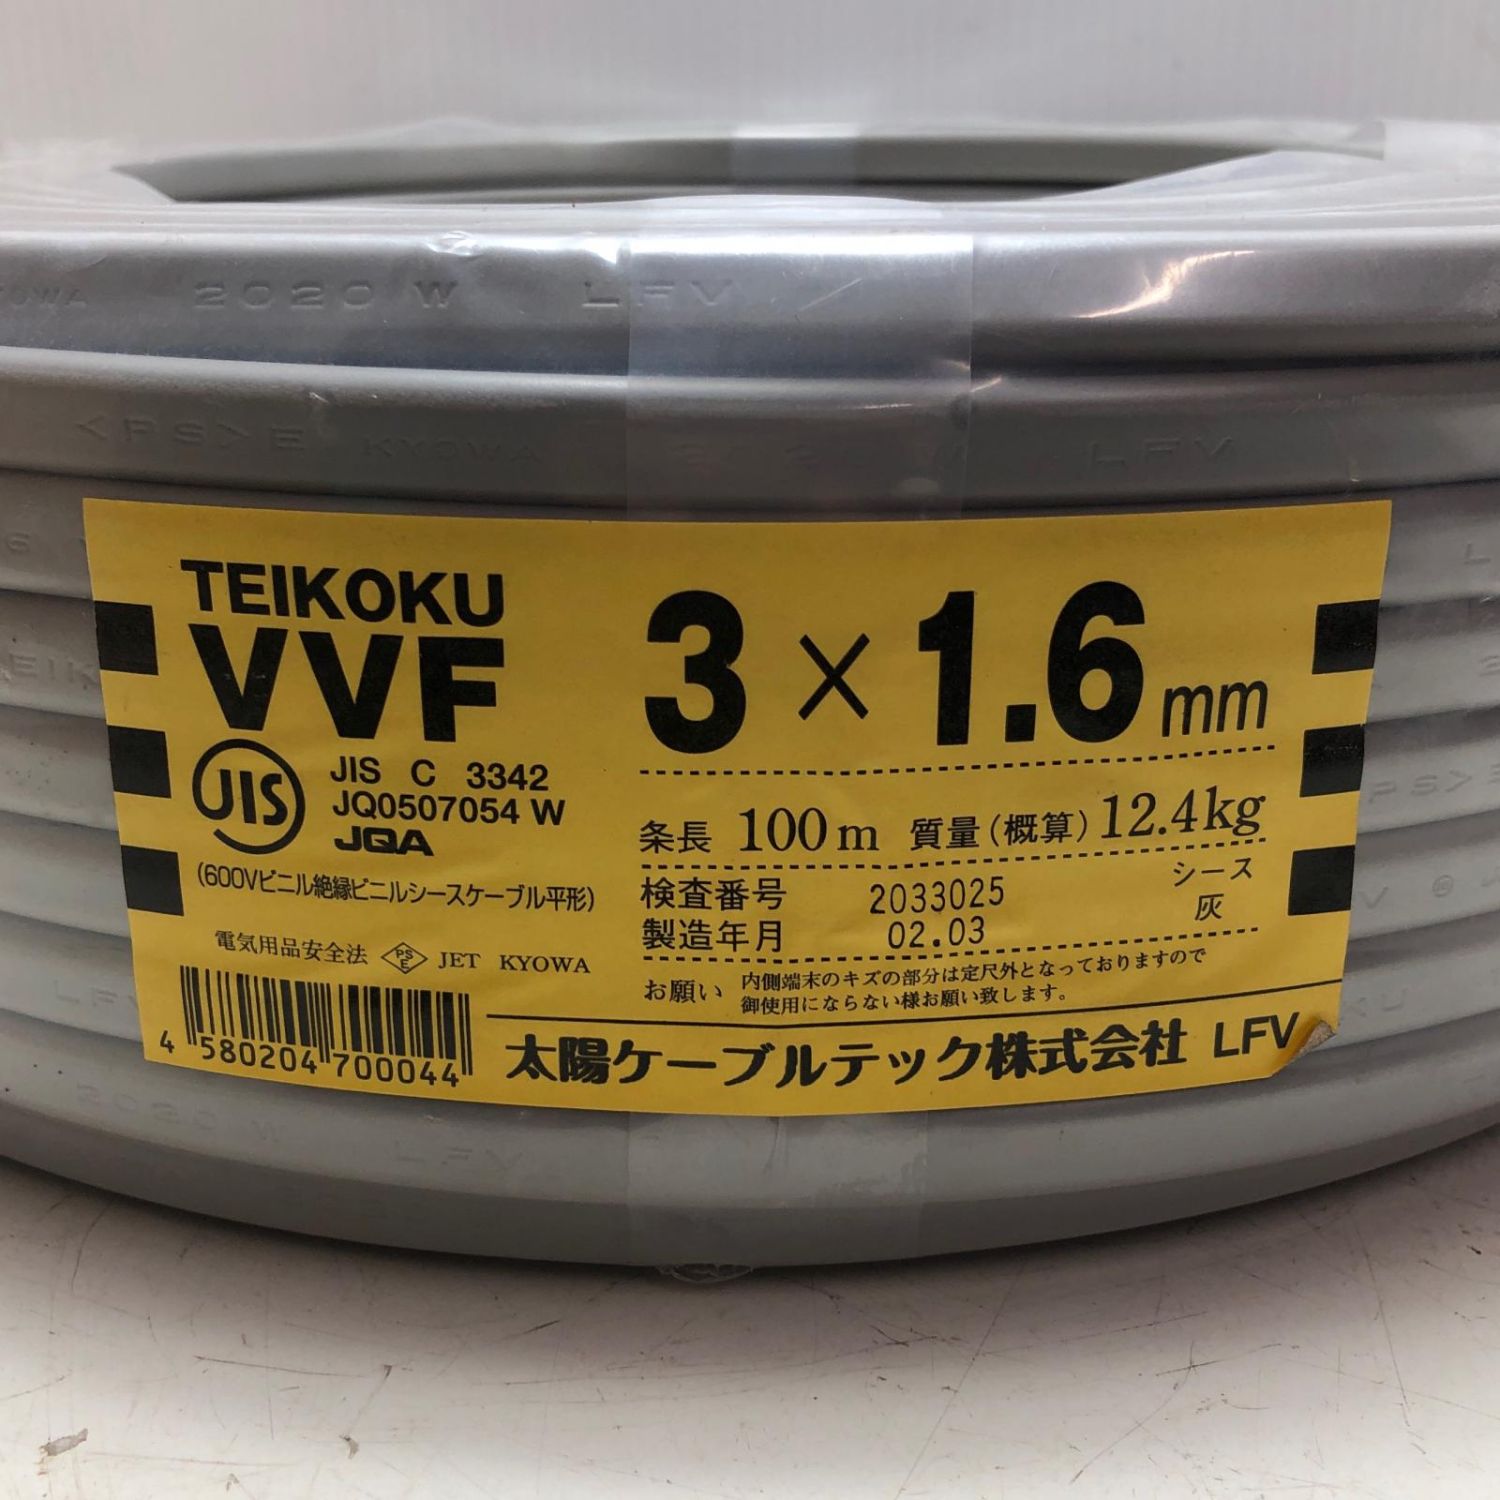 KYOWA 2020 W LFV
<PS>E KYOWA 2020 W LFV
TEIKOKU
VVF
3×1.6mm
JIS
JIS C 3342
JQ0507054 W
JQA
(600Vビニル絶縁ビニルシースケーブル平形)
電気用品安全法 PSE JET KYOWA
条長 100m 質量(概算)12.4kg
検査番号 2033025
製造年月 02.03
シース
灰
お願い 内側端末のキズの部分は定尺外となっておりますので
御使用にならない様お願い致します。
4 580204 700044
太陽ケーブルテック株式会社 LFV
2020 W LFV